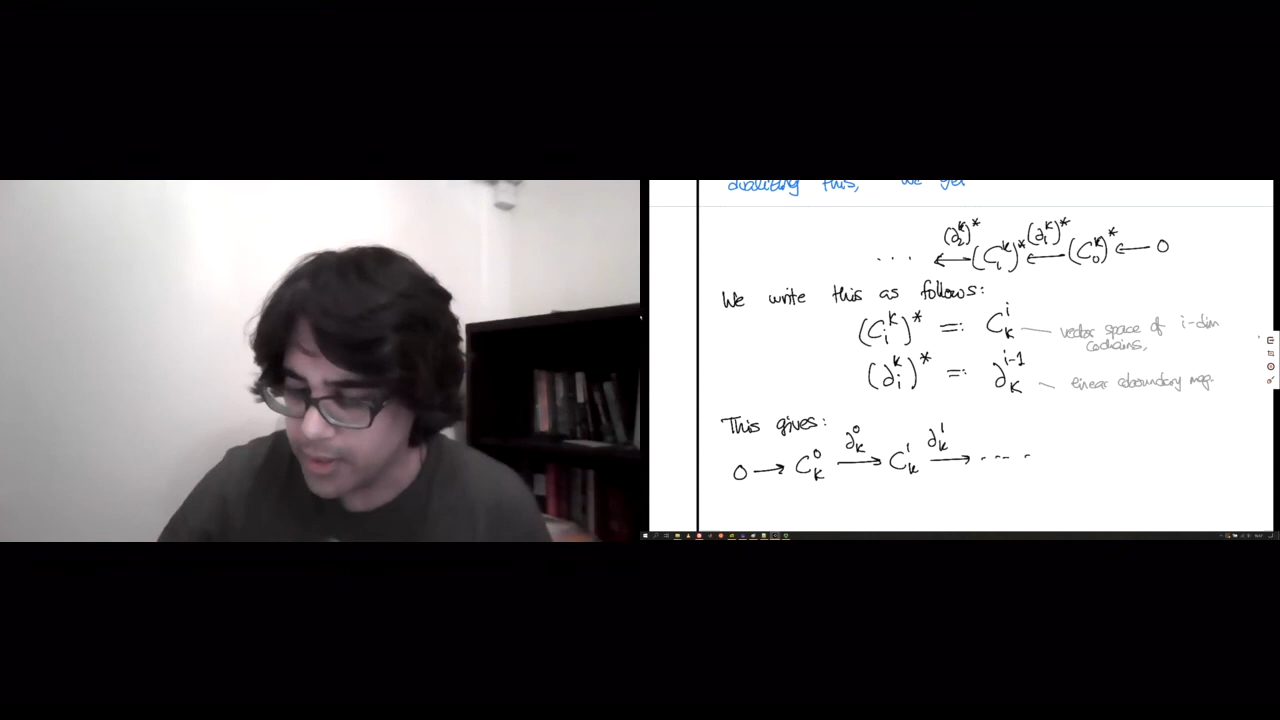 dualizing this, we get
... ←(∂₂ᵏ)* (C₁ᵏ)* ←(∂₁ᵏ)* (C₀ᵏ)* ← 0
We write this as follows:
(Cᵢᵏ)* =: Cₖⁱ — vector space of i-dim
cochains,
(∂ᵢᵏ)* =: ∂ₖⁱ⁻¹ — linear coboundary map.
This gives:
0 → Cₖ⁰ →∂ₖ⁰ Cₖ¹ →∂ₖ¹ ....